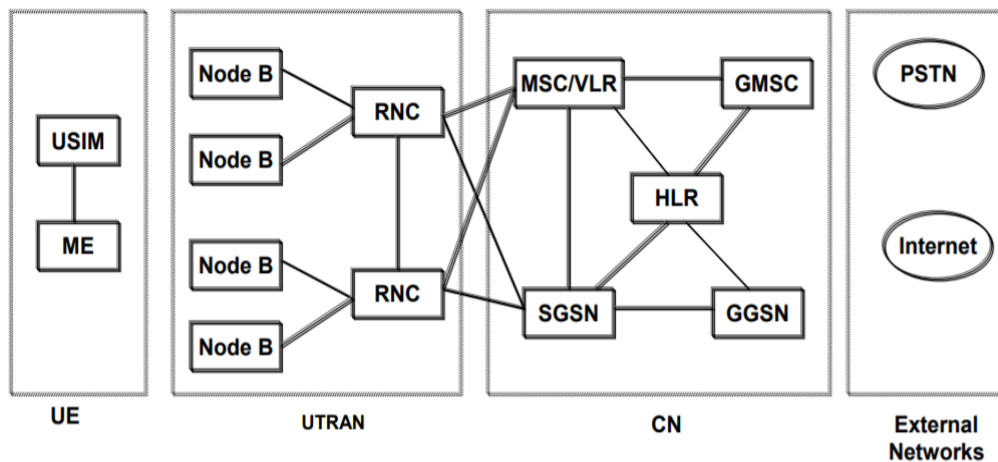 USIM
ME
UE
Node B
Node B
Node B
Node B
RNC
RNC
UTRAN
MSC/VLR
GMSC
HLR
SGSN
GGSN
CN
PSTN
Internet
External
Networks